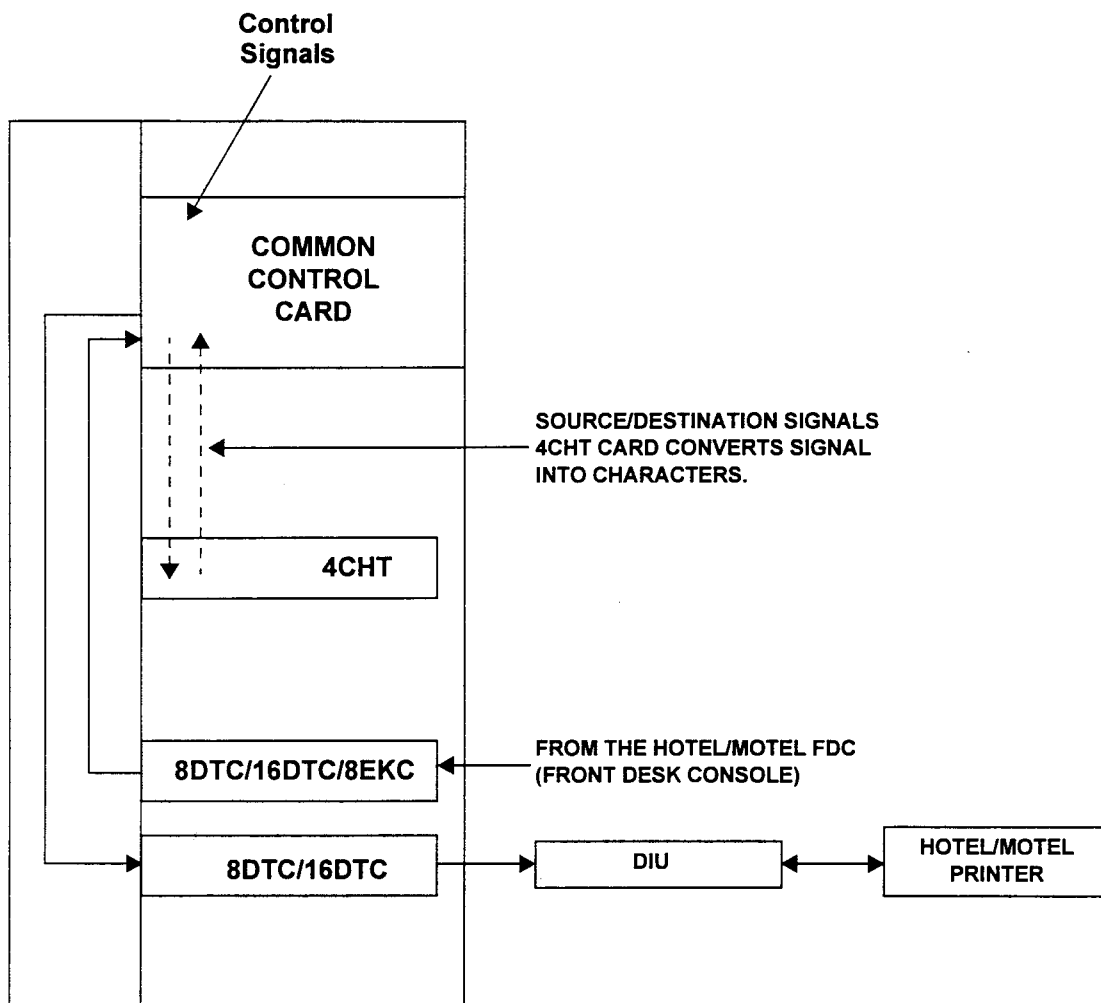 Control
Signals
COMMON
CONTROL
CARD
SOURCE/DESTINATION SIGNALS
4CHT CARD CONVERTS SIGNAL
INTO CHARACTERS.
4CHT
8DTC/16DTC/8EKC
FROM THE HOTEL/MOTEL FDC
(FRONT DESK CONSOLE)
8DTC/16DTC
DIU
HOTEL/MOTEL
PRINTER